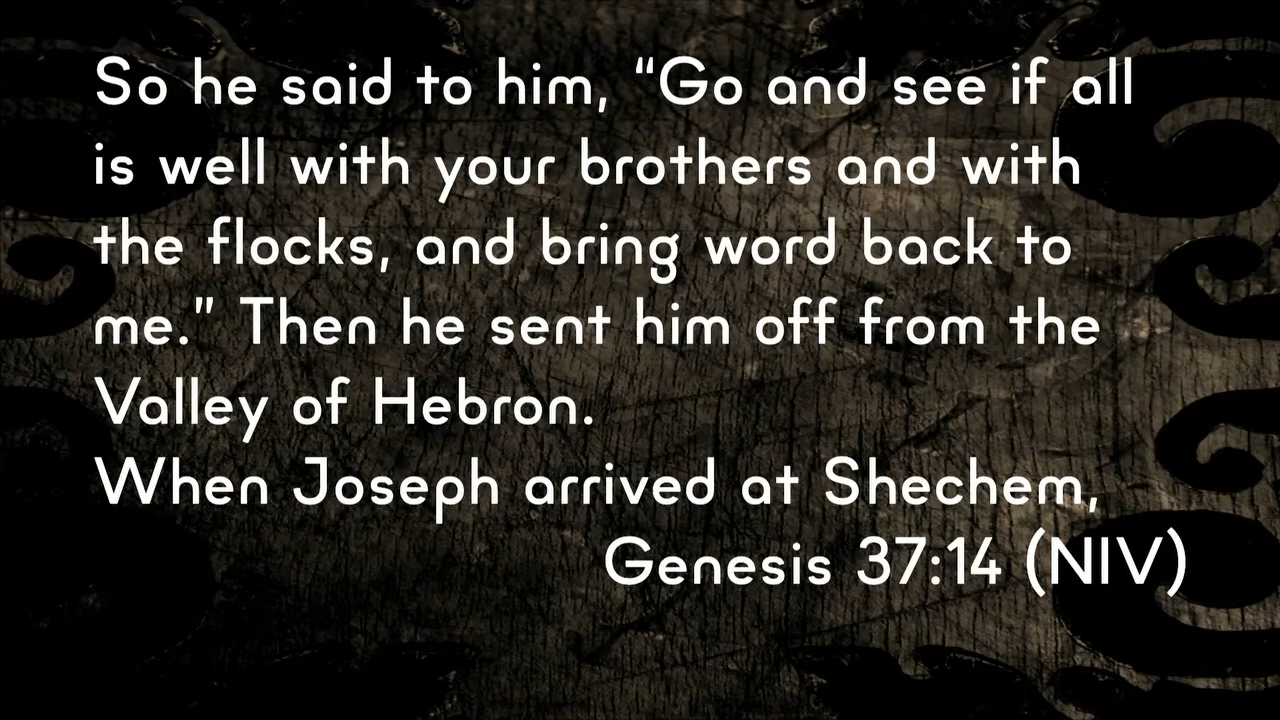 So he said to him, “Go and see if all
is well with your brothers and with
the flocks, and bring word back to
me.” Then he sent him off from the
Valley of Hebron.
When Joseph arrived at Shechem,
Genesis 37:14 (NIV)